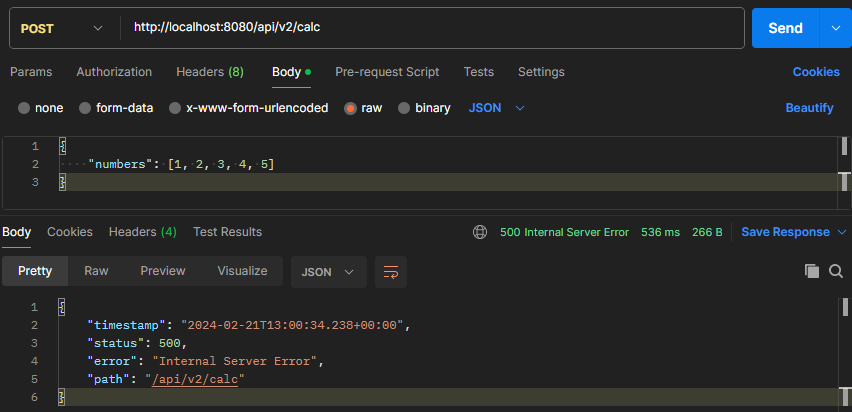 POST http://localhost:8080/api/v2/calc Send
Params Authorization Headers (8) Body Pre-request Script Tests Settings Cookies
none form-data x-www-form-urlencoded raw binary JSON Beautify
1 {
2 "numbers": [1, 2, 3, 4, 5]
3 }
Body Cookies Headers (4) Test Results 500 Internal Server Error 536 ms 266 B Save Response
Pretty Raw Preview Visualize JSON
1 {
2 "timestamp": "2024-02-21T13:00:34.238+00:00",
3 "status": 500,
4 "error": "Internal Server Error",
5 "path": "/api/v2/calc"
6 }